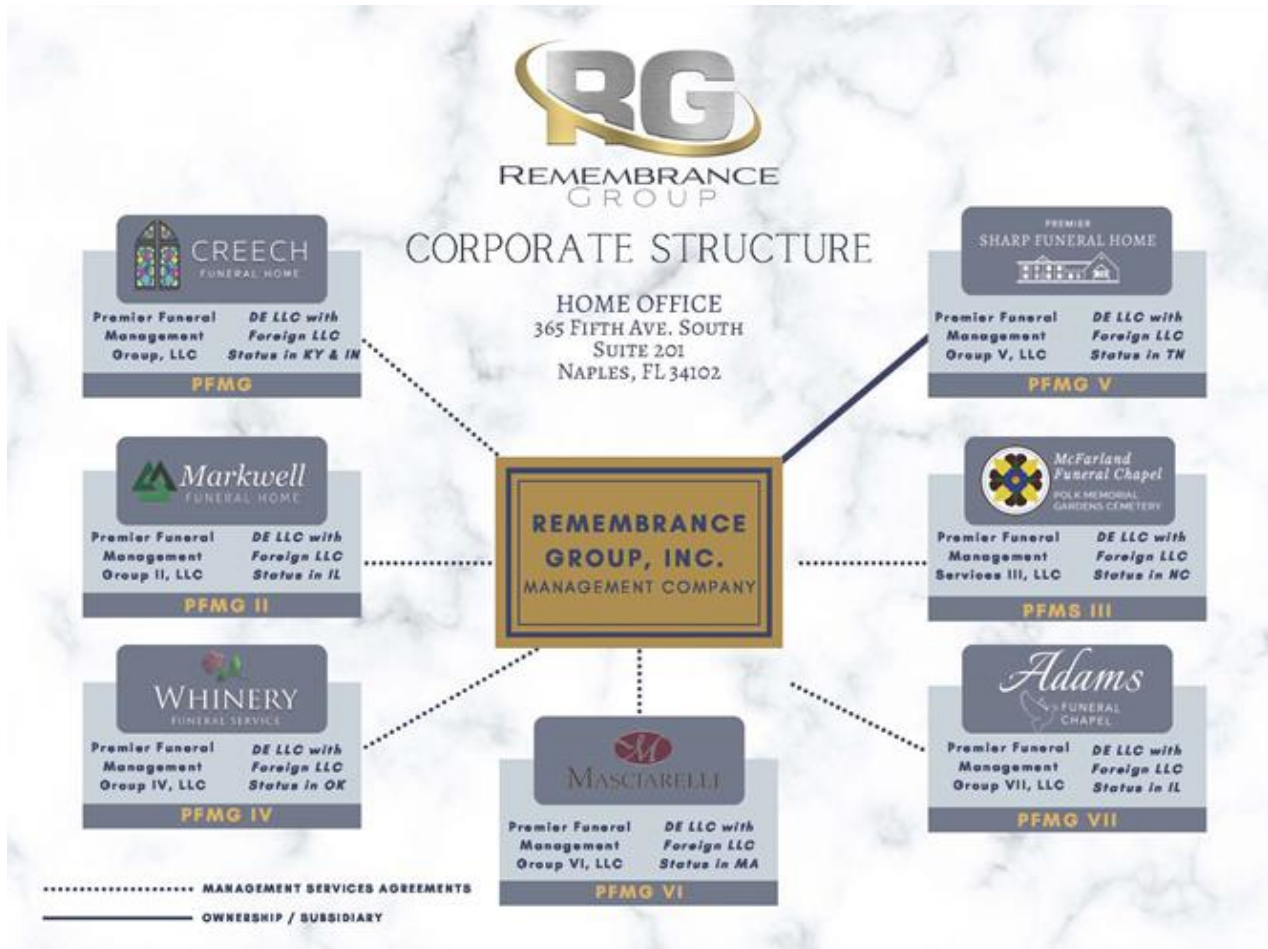 RG
REMEMBRANCE
GROUP
CORPORATE STRUCTURE
HOME OFFICE
365 FIFTH AVE. SOUTH
SUITE 201
NAPLES, FL 34102
CREECH
FUNERAL HOME
Premier Funeral
Management
Group, LLC
DE LLC with
Foreign LLC
Status in KY & IN
PFMG
Markwell
FUNERAL HOME
Premier Funeral
Management
Group II, LLC
DE LLC with
Foreign LLC
Status in IL
PFMG II
WHINERY
FUNERAL SERVICE
Premier Funeral
Management
Group IV, LLC
DE LLC with
Foreign LLC
Status in OK
PFMG IV
REMEMBRANCE
GROUP, INC.
MANAGEMENT COMPANY
M
MASCIARELLI
Premier Funeral
Management
Group VI, LLC
DE LLC with
Foreign LLC
Status in MA
PFMG VI
PREMIER
SHARP FUNERAL HOME
Premier Funeral
Management
Group V, LLC
DE LLC with
Foreign LLC
Status in TN
PFMG V
McFarland
Funeral Chapel
POLK MEMORIAL
GARDENS CEMETERY
Premier Funeral
Management
Services III, LLC
DE LLC with
Foreign LLC
Status in NC
PFMS III
Adams
FUNERAL
CHAPEL
Premier Funeral
Management
Group VII, LLC
DE LLC with
Foreign LLC
Status in IL
PFMG VII
MANAGEMENT SERVICES AGREEMENTS
OWNERSHIP / SUBSIDIARY